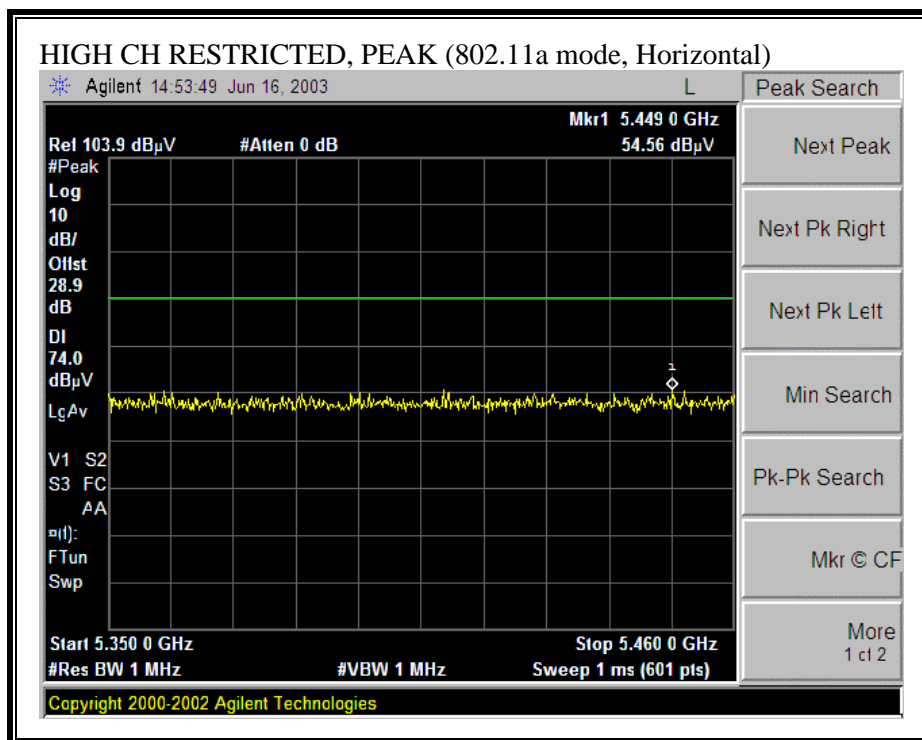 HIGH CH RESTRICTED, PEAK (802.11a mode, Horizontal)
Agilent 14:53:49 Jun 16, 2003 L
Peak Search
Mkr1 5.449 0 GHz
Ref 103.9 dBµV #Atten 0 dB 54.56 dBµV
#Peak
Log
10
dB/
Offst
28.9
dB
DI
74.0
dBµV
LgAv
1
V1 S2
S3 FC
AA
¤(f):
FTun
Swp
Start 5.350 0 GHz Stop 5.460 0 GHz
#Res BW 1 MHz #VBW 1 MHz Sweep 1 ms (601 pts)
Copyright 2000-2002 Agilent Technologies
Next Peak
Next Pk Right
Next Pk Left
Min Search
Pk-Pk Search
Mkr © CF
More
1 of 2